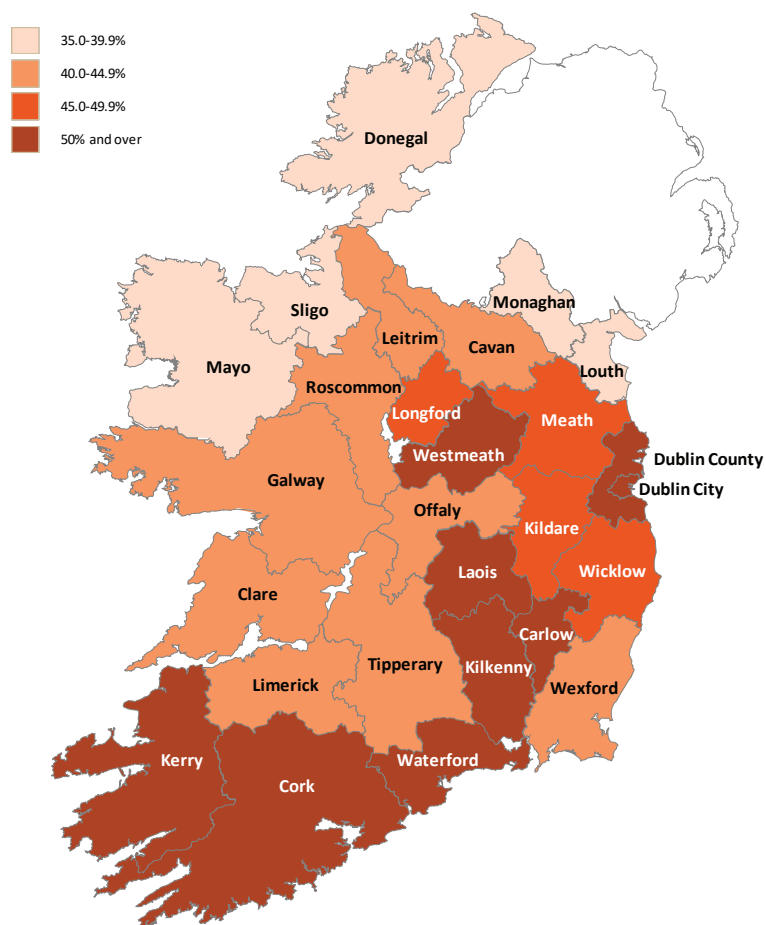 35.0-39.9%
40.0-44.9%
45.0-49.9%
50% and over
Donegal
Monaghan
Sligo
Leitrim
Cavan
Mayo
Louth
Roscommon
Longford
Meath
Westmeath
Dublin County
Galway
Dublin City
Offaly
Kildare
Laois
Wicklow
Clare
Carlow
Tipperary
Kilkenny
Limerick
Wexford
Kerry
Waterford
Cork